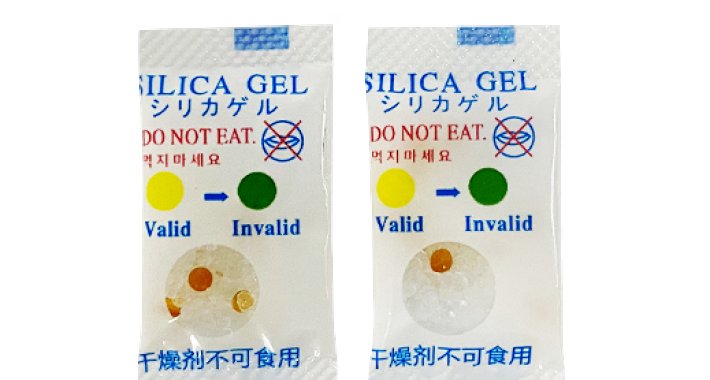 SILICA GEL
シリカゲル
DO NOT EAT.
먹지마세요
Valid
Invalid
干燥剂不可食用
SILICA GEL
シリカゲル
DO NOT EAT.
먹지마세요
Valid
Invalid
干燥剂不可食用